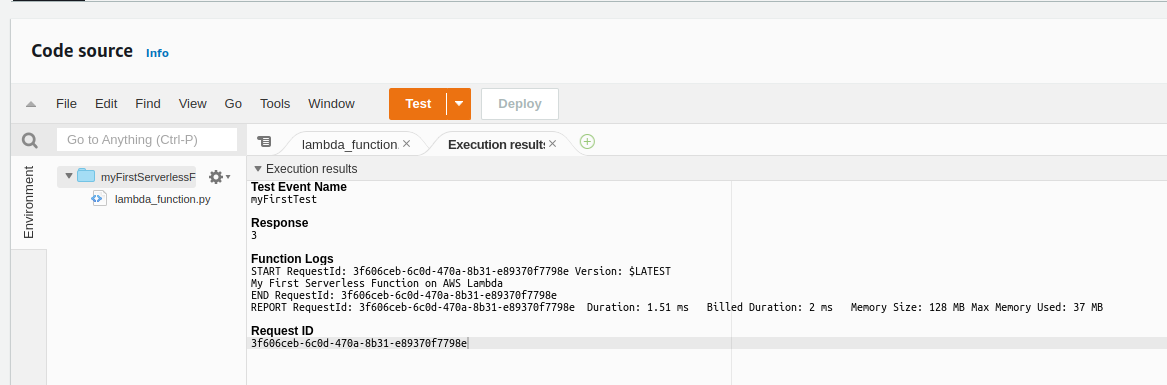 Code source Info
File Edit Find View Go Tools Window Test Deploy
Go to Anything (Ctrl-P)
lambda_function
Execution results
Environment
myFirstServerlessF
lambda_function.py
Execution results
Test Event Name
myFirstTest
Response
3
Function Logs
START RequestId: 3f606ceb-6c0d-470a-8b31-e89370f7798e Version: $LATEST
My First Serverless Function on AWS Lambda
END RequestId: 3f606ceb-6c0d-470a-8b31-e89370f7798e
REPORT RequestId: 3f606ceb-6c0d-470a-8b31-e89370f7798e Duration: 1.51 ms Billed Duration: 2 ms Memory Size: 128 MB Max Memory Used: 37 MB
Request ID
3f606ceb-6c0d-470a-8b31-e89370f7798e